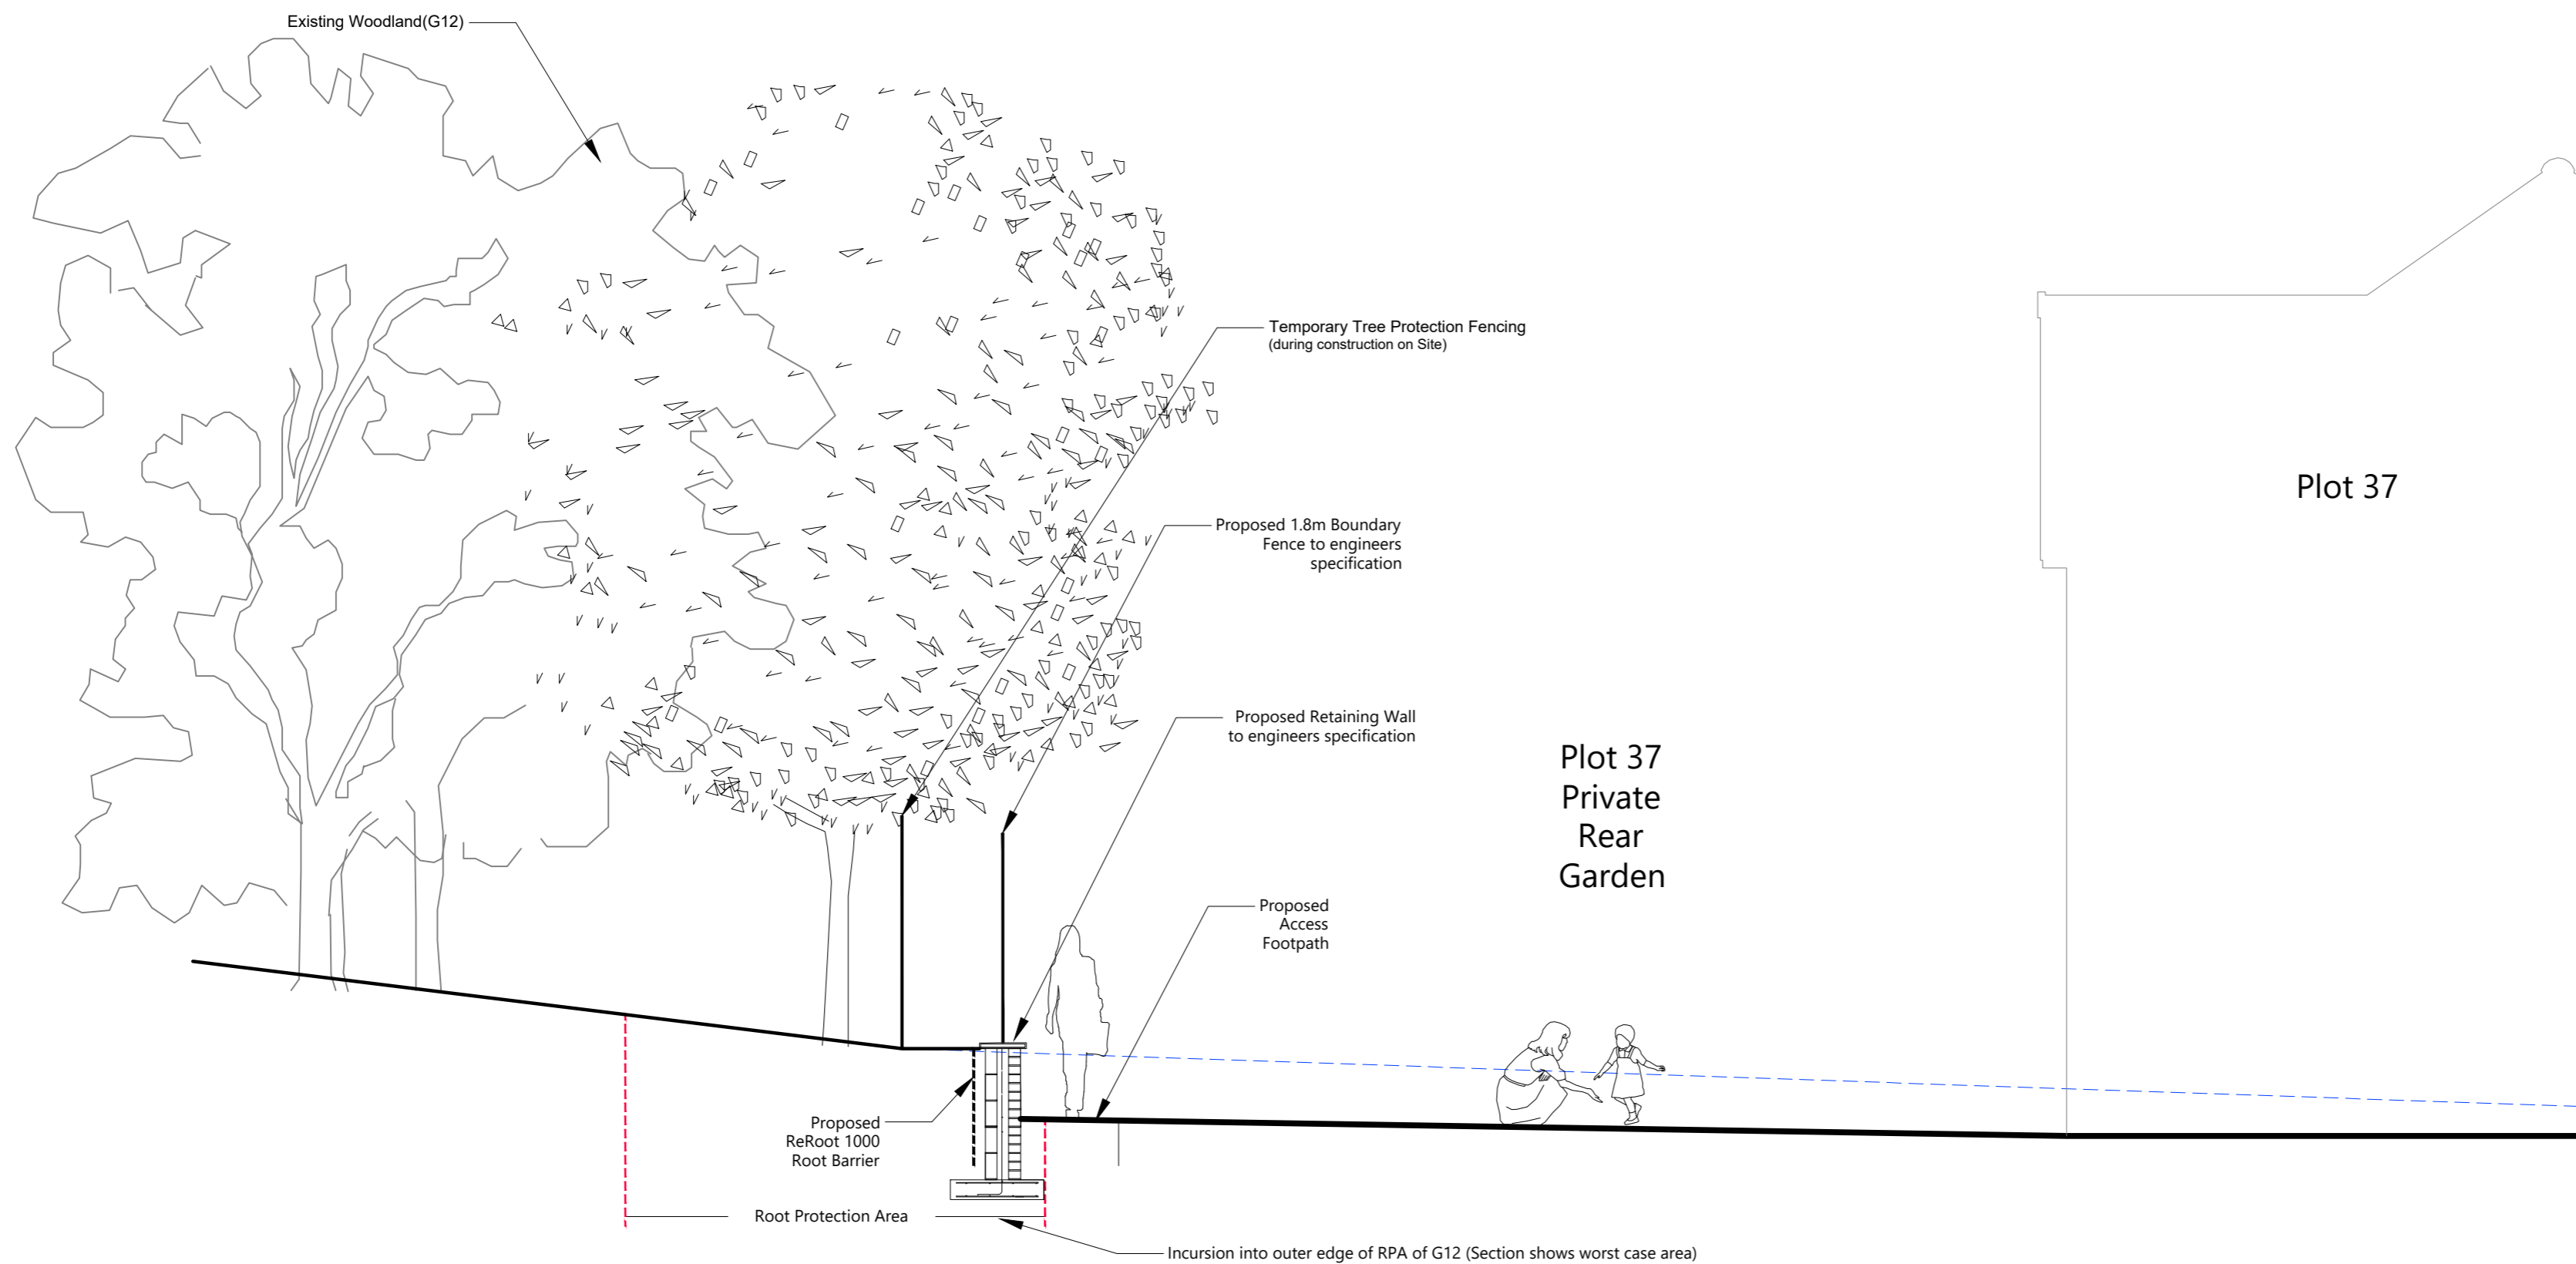 Existing Woodland(G12)
Temporary Tree Protection Fencing
(during construction on Site)
Plot 37
Proposed 1.8m Boundary
Fence to engineers
specification
Proposed Retaining Wall
to engineers specification
Plot 37
Private
Rear
Garden
Proposed
Access
Footpath
Proposed
ReRoot 1000
Root Barrier
Root Protection Area
Incursion into outer edge of RPA of G12 (Section shows worst case area)